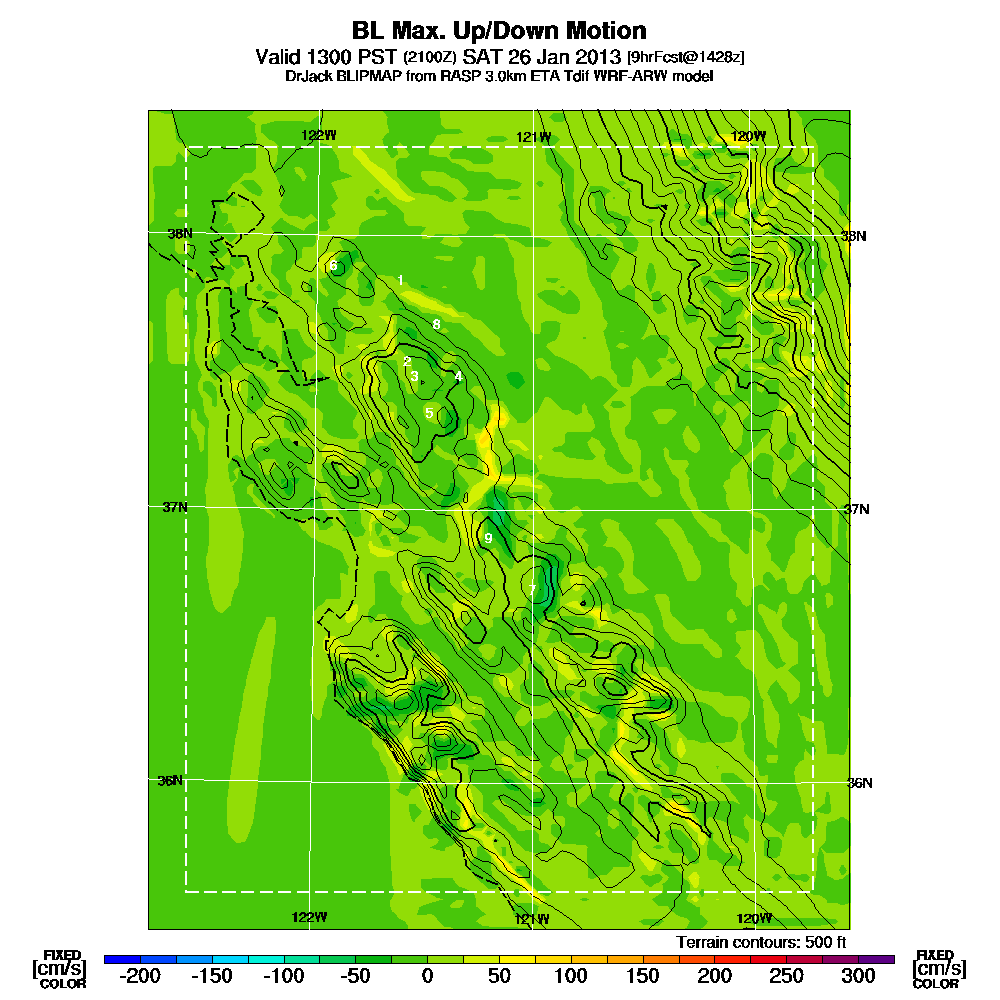 BL Max. Up/Down Motion
Valid 1300 PST (2100Z) SAT 26 Jan 2013 [9hrFcst@1428z]
DrJack BLIPMAP from RASP 3.0km ETA Tdif WRF-ARW model
122W 121W 120W
38N 38N
6
1
8
2
3 4
5
37N 37N
9
7
36N 36N
122W 121W 120W
Terrain contours: 500 ft
FIXED [cm/s] COLOR
-200 -150 -100 -50 0 50 100 150 200 250 300
FIXED [cm/s] COLOR